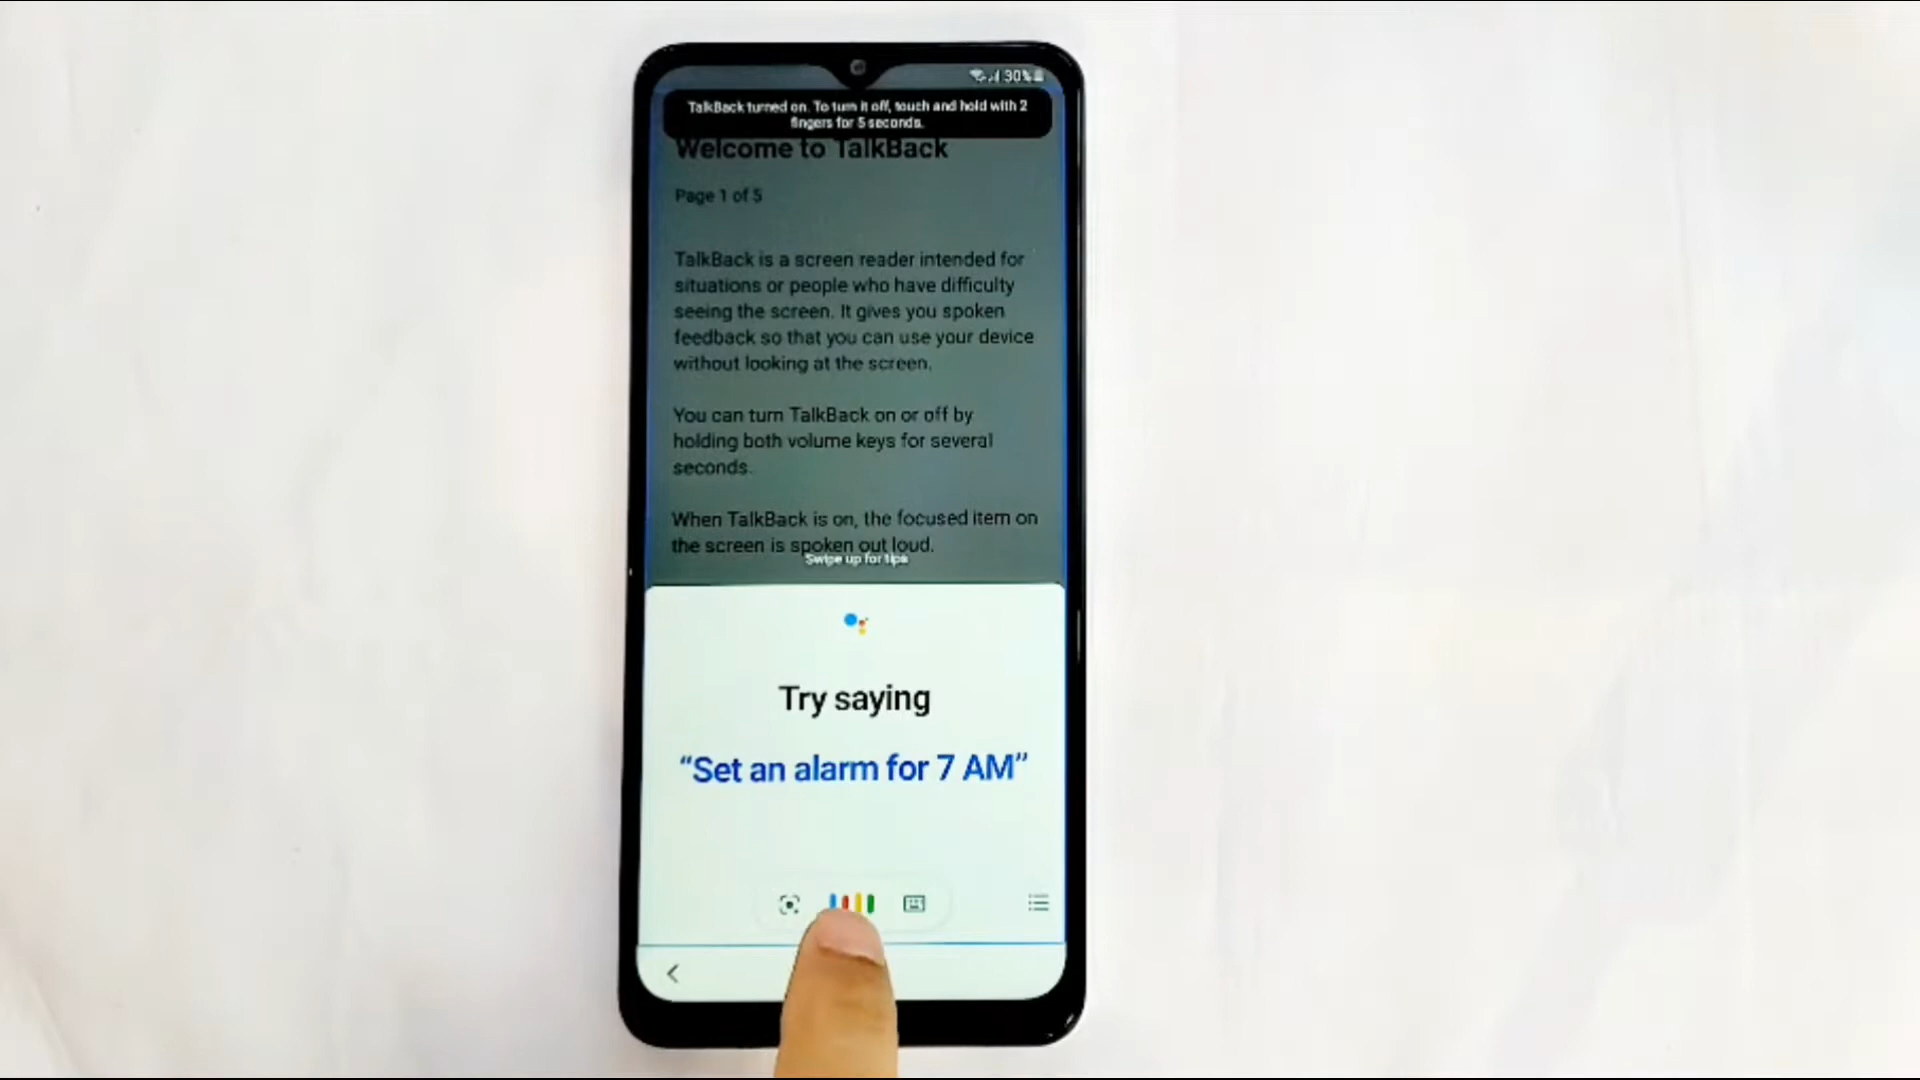 30%
TalkBack turned on. To turn it off, touch and hold with 2
fingers for 5 seconds.
Welcome to TalkBack
Page 1 of 5
TalkBack is a screen reader intended for
situations or people who have difficulty
seeing the screen. It gives you spoken
feedback so that you can use your device
without looking at the screen.
You can turn TalkBack on or off by
holding both volume keys for several
seconds.
When TalkBack is on, the focused item on
the screen is spoken out loud.
Swipe up for tips
Try saying
“Set an alarm for 7 AM”